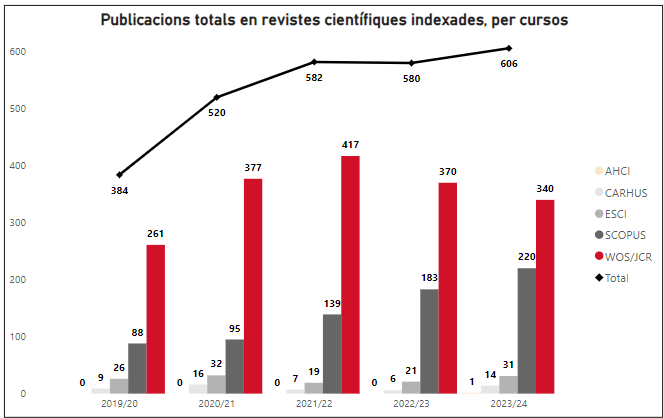 Publicacions totals en revistes científiques indexades, per cursos
600
500
400
300
200
100
0
384
520
582
580
606
0 9 26 88 261
0 16 32 95 377
0 7 19 139 417
0 6 21 183 370
1 14 31 220 340
2019/20 2020/21 2021/22 2022/23 2023/24
AHCI
CARHUS
ESCI
SCOPUS
WOS/JCR
Total